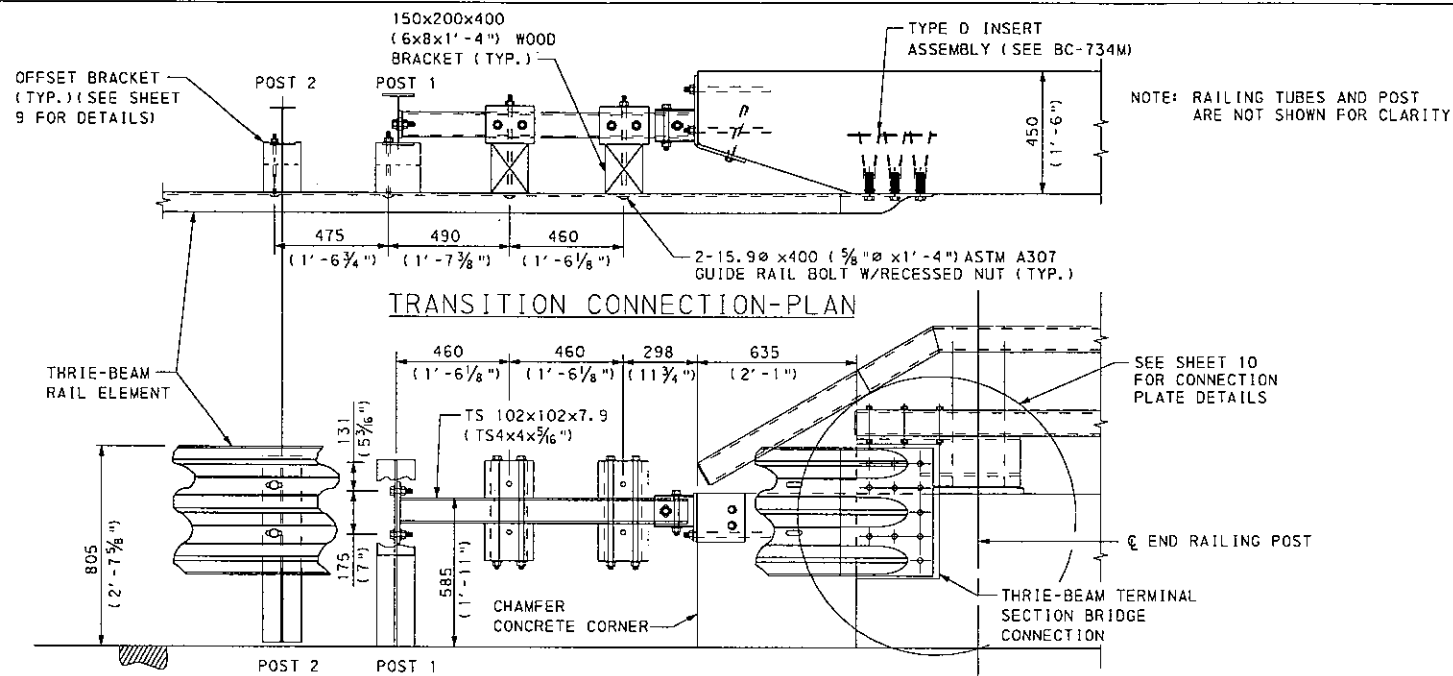 150x200x400
(6x8x1'-4") WOOD
BRACKET (TYP.)
TYPE D INSERT
ASSEMBLY (SEE BC-734M)
OFFSET BRACKET
(TYP.)(SEE SHEET
9 FOR DETAILS)
POST 2
POST 1
NOTE: RAILING TUBES AND POST
ARE NOT SHOWN FOR CLARITY
450
(1'-6")
475
(1'-6¾")
490
(1'-7⅜")
460
(1'-6⅛")
2-15.9ø x400 (⅝"ø x1'-4") ASTM A307
GUIDE RAIL BOLT W/RECESSED NUT (TYP.)
TRANSITION CONNECTION-PLAN
460
(1'-6⅛")
460
(1'-6⅛")
298
(11¾")
635
(2'-1")
SEE SHEET 10
FOR CONNECTION
PLATE DETAILS
THRIE-BEAM
RAIL ELEMENT
TS 102x102x7.9
(TS4x4x5/16")
131
(5 3/16")
175
(7")
805
(2'-7⅝")
585
(1'-11")
℄ END RAILING POST
CHAMFER
CONCRETE CORNER
THRIE-BEAM TERMINAL
SECTION BRIDGE
CONNECTION
POST 2
POST 1